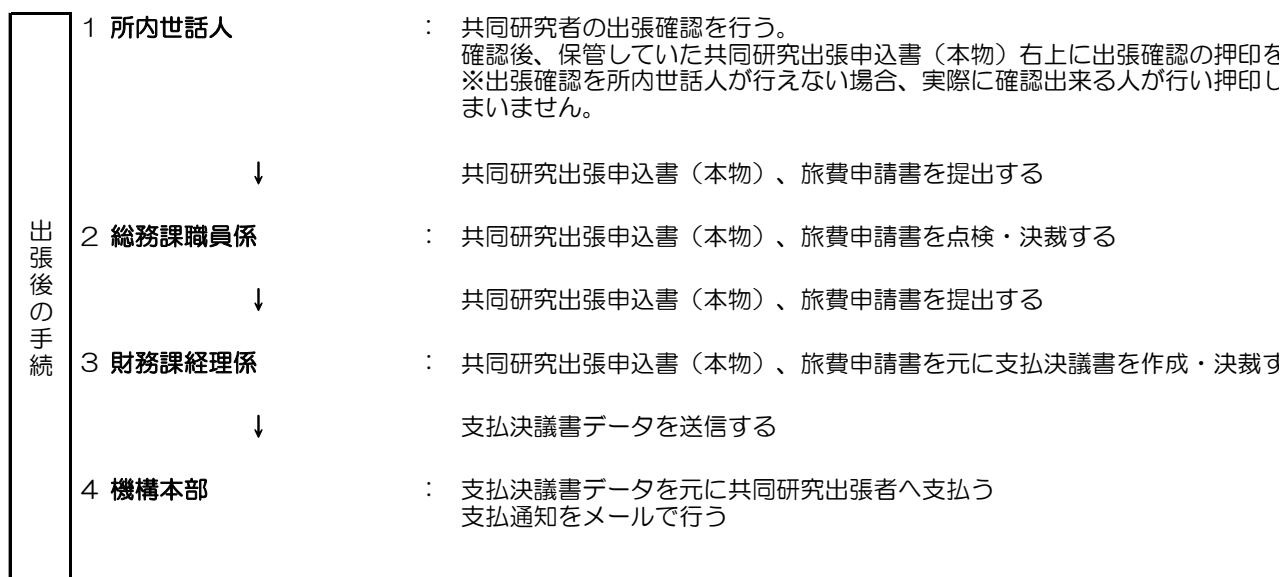 1 所内世話人 : 共同研究者の出張確認を行う。
確認後、保管していた共同研究出張申込書（本物）右上に出張確認の押印を
※出張確認を所内世話人が行えない場合、実際に確認出来る人が行い押印し
まいません。
↓ 共同研究出張申込書（本物）、旅費申請書を提出する
出張後の手続
2 総務課職員係 : 共同研究出張申込書（本物）、旅費申請書を点検・決裁する
↓ 共同研究出張申込書（本物）、旅費申請書を提出する
3 財務課経理係 : 共同研究出張申込書（本物）、旅費申請書を元に支払決議書を作成・決裁す
↓ 支払決議書データを送信する
4 機構本部 : 支払決議書データを元に共同研究出張者へ支払う
支払通知をメールで行う